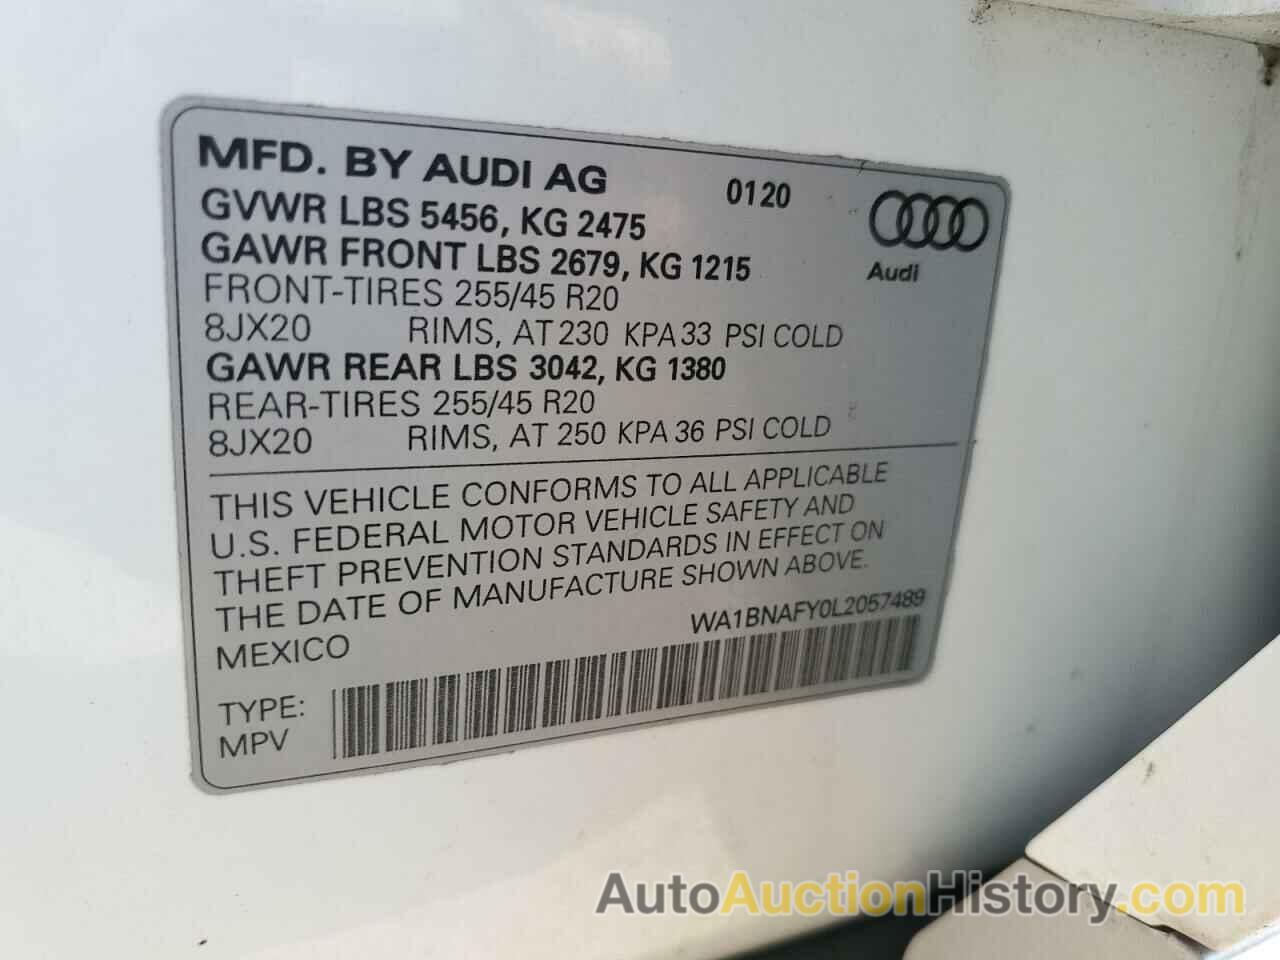 MFD. BY AUDI AG 0120
GVWR LBS 5456, KG 2475
GAWR FRONT LBS 2679, KG 1215
Audi
FRONT-TIRES 255/45 R20
8JX20 RIMS, AT 230 KPA 33 PSI COLD
GAWR REAR LBS 3042, KG 1380
REAR-TIRES 255/45 R20
8JX20 RIMS, AT 250 KPA 36 PSI COLD
THIS VEHICLE CONFORMS TO ALL APPLICABLE
U.S. FEDERAL MOTOR VEHICLE SAFETY AND
THEFT PREVENTION STANDARDS IN EFFECT ON
THE DATE OF MANUFACTURE SHOWN ABOVE.
MEXICO WA1BNAFY0L2057489
TYPE:
MPV
AutoAuctionHistory.com